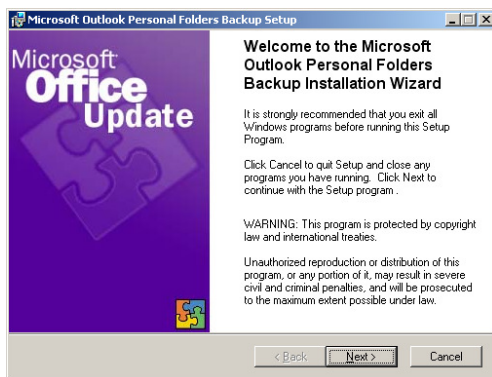 Microsoft Outlook Personal Folders Backup Setup
Microsoft
Office
Update
Welcome to the Microsoft
Outlook Personal Folders
Backup Installation Wizard
It is strongly recommended that you exit all
Windows programs before running this Setup
Program.
Click Cancel to quit Setup and close any
programs you have running. Click Next to
continue with the Setup program .
WARNING: This program is protected by copyright
law and international treaties.
Unauthorized reproduction or distribution of this
program, or any portion of it, may result in severe
civil and criminal penalties, and will be prosecuted
to the maximum extent possible under law.
< Back
Next >
Cancel